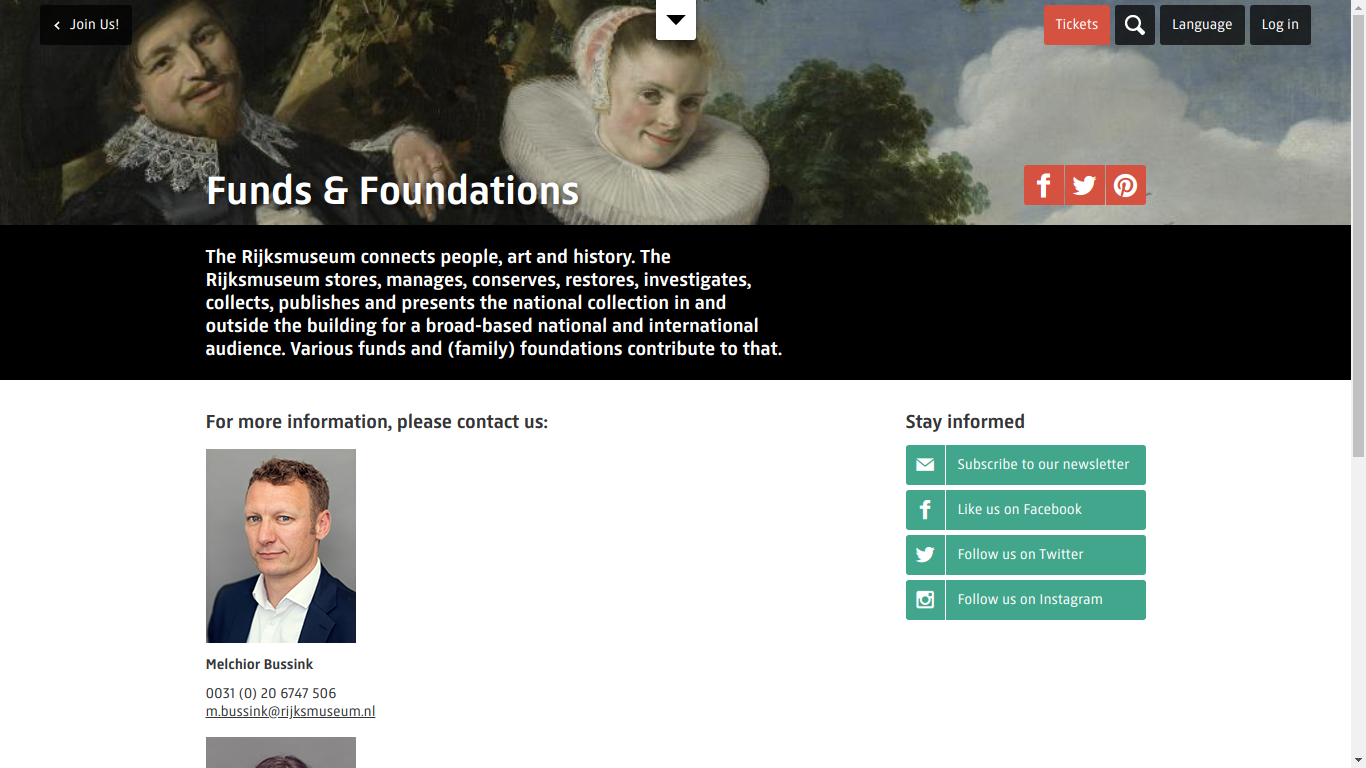 Join Us!
Tickets
Language
Log in
Funds & Foundations
The Rijksmuseum connects people, art and history. The
Rijksmuseum stores, manages, conserves, restores, investigates,
collects, publishes and presents the national collection in and
outside the building for a broad-based national and international
audience. Various funds and (family) foundations contribute to that.
For more information, please contact us:
Melchior Bussink
0031 (0) 20 6747 506
m.bussink@rijksmuseum.nl
Stay informed
Subscribe to our newsletter
Like us on Facebook
Follow us on Twitter
Follow us on Instagram